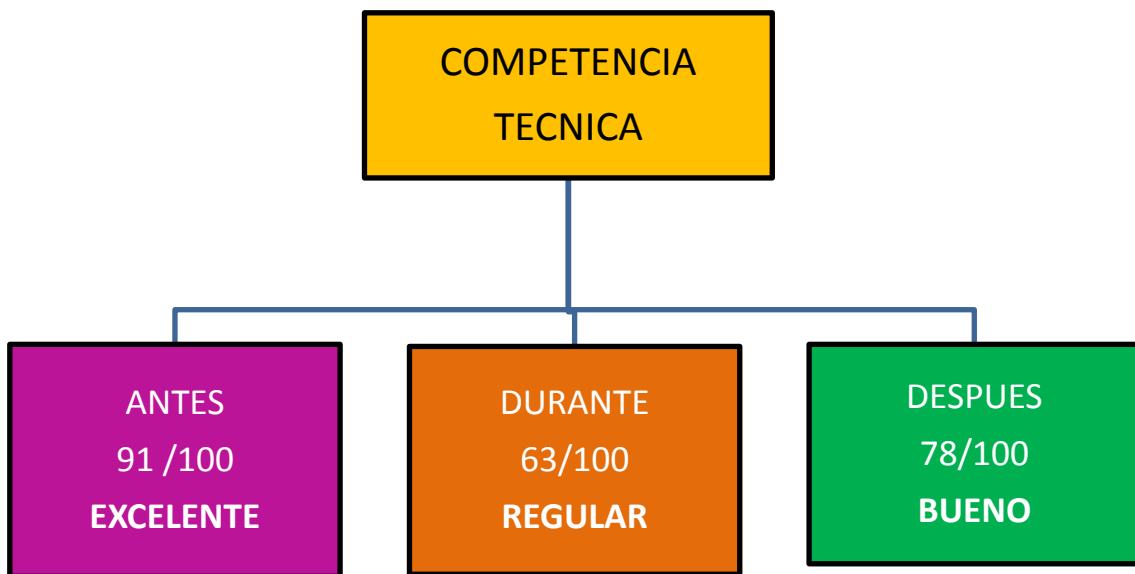 COMPETENCIA
TECNICA
ANTES
91 /100
EXCELENTE
DURANTE
63/100
REGULAR
DESPUES
78/100
BUENO